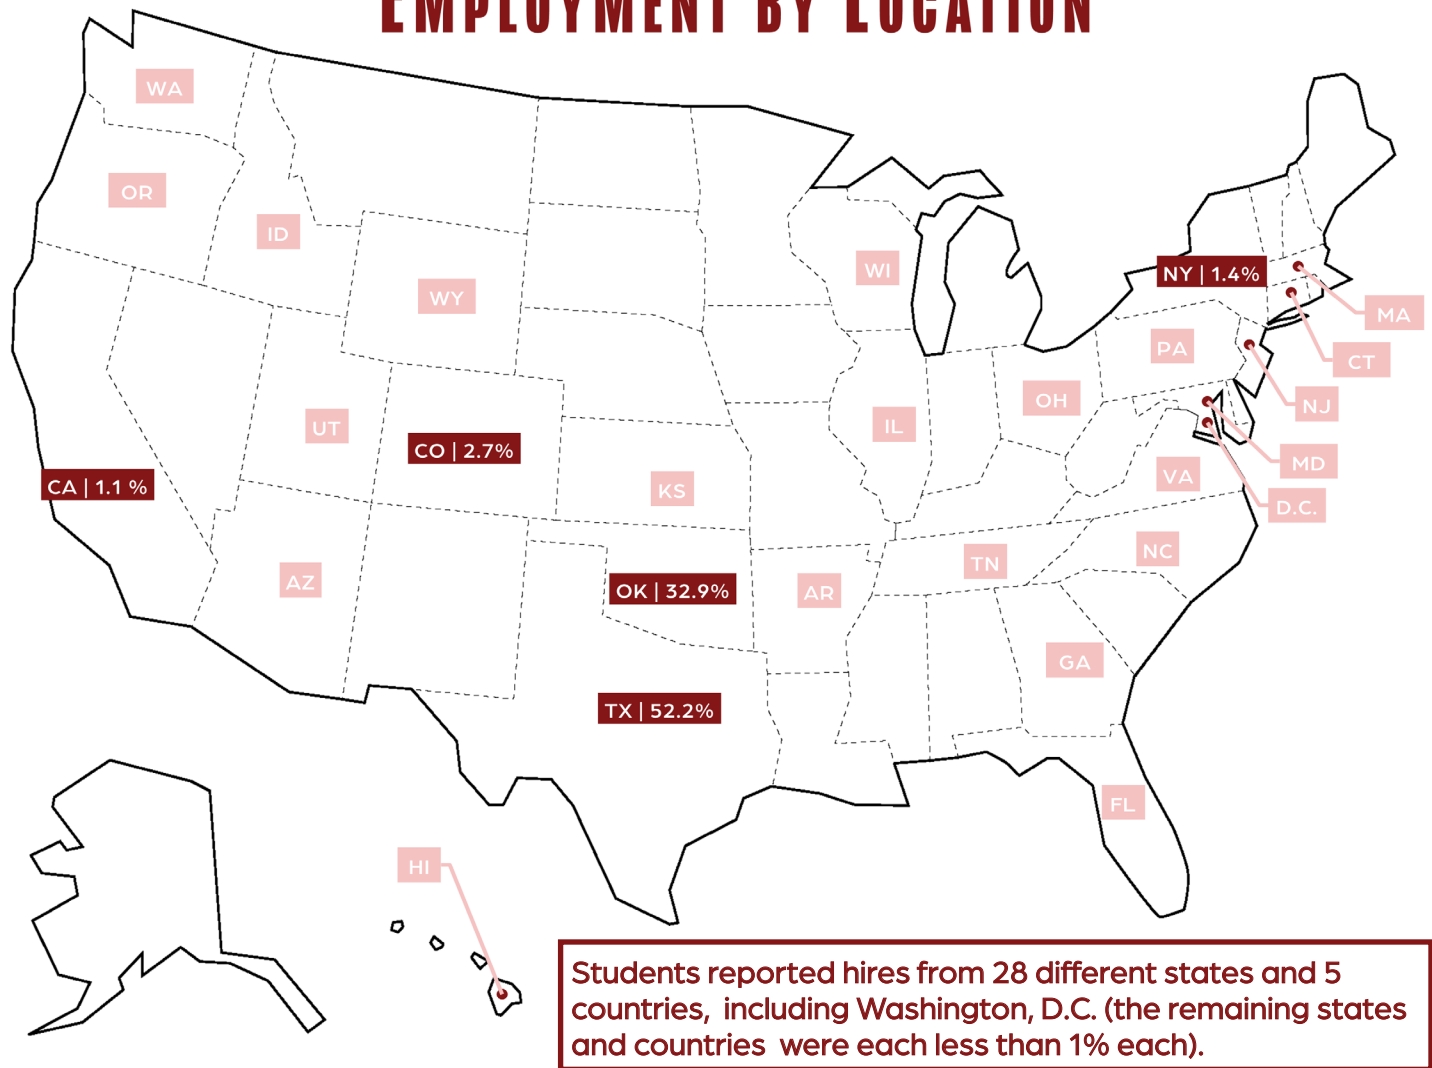 EMPLOYMENT BY LOCATION
WA
OR
ID
WY
WI
NY | 1.4%
MA
PA
CT
OH
NJ
UT
CO | 2.7%
IL
MD
CA | 1.1 %
KS
VA
D.C.
AZ
OK | 32.9%
AR
TN
NC
GA
TX | 52.2%
FL
HI
Students reported hires from 28 different states and 5
countries, including Washington, D.C. (the remaining states
and countries were each less than 1% each).